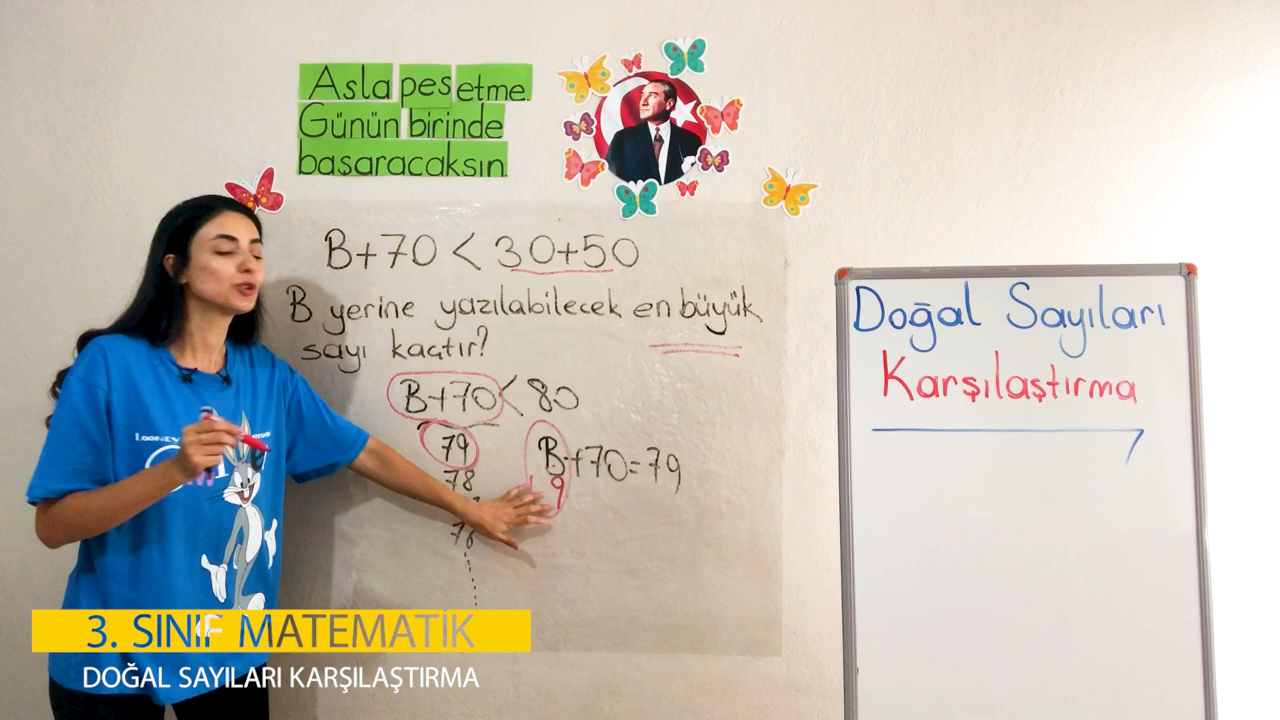 Asla pes etme.
Günün birinde
başaracaksın.
B+70 < 30+50
B yerine yazılabilecek en büyük
sayı kaçtır?
B+70 < 80
79
78
76
B+70=79
9
Doğal Sayıları
Karşılaştırma
3. SINIF MATEMATİK
DOĞAL SAYILARI KARŞILAŞTIRMA